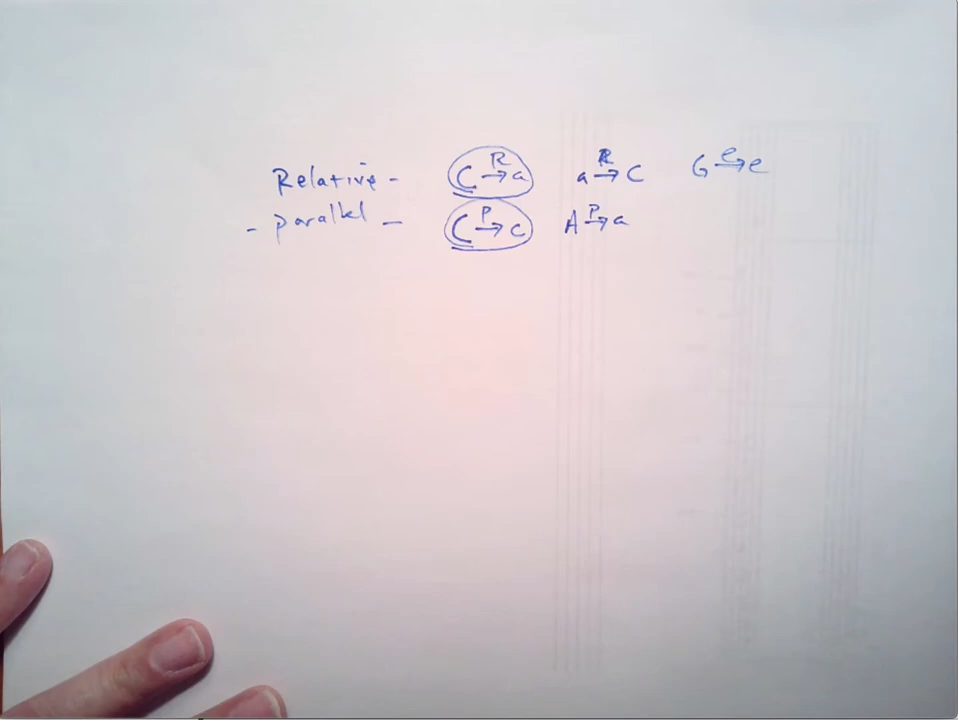 Relative - C R→ a a R→ C G R→ e
- parallel - C P→ c A P→ a